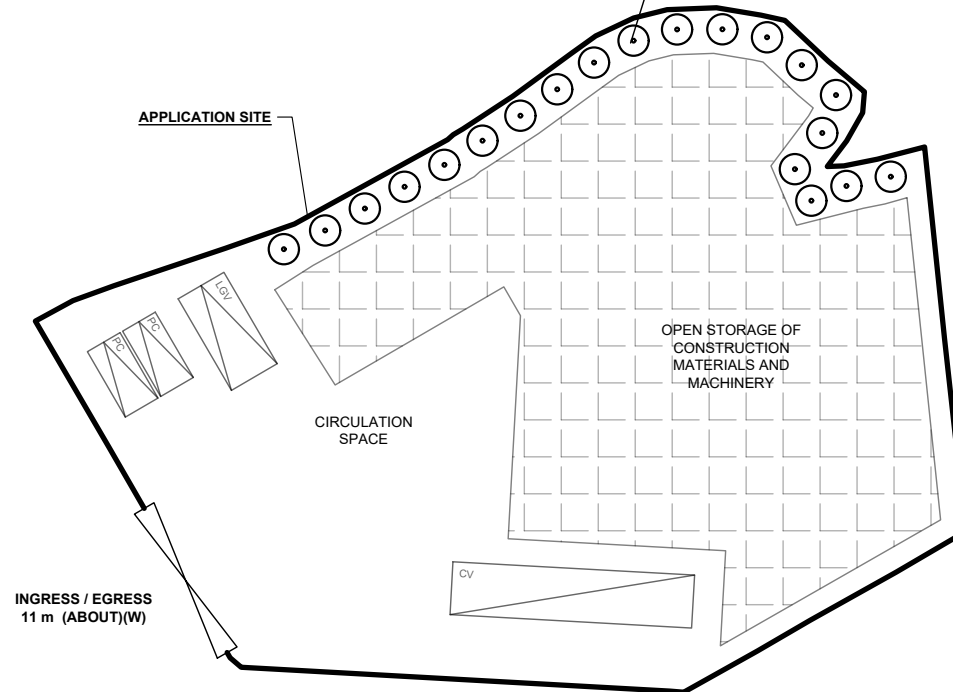 APPLICATION SITE
LGV
PC
PC
OPEN STORAGE OF
CONSTRUCTION
MATERIALS AND
MACHINERY
CIRCULATION
SPACE
CV
INGRESS / EGRESS
11 m (ABOUT)(W)